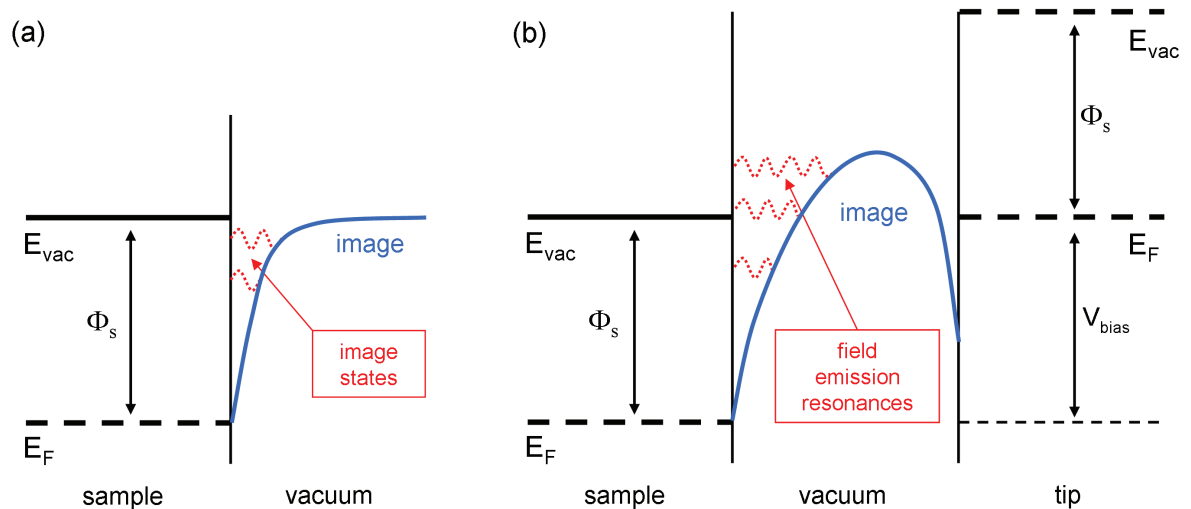 (a)
E_vac
Φ_s
E_F
image
image
states
sample
vacuum
(b)
E_vac
Φ_s
E_F
image
field
emission
resonances
E_vac
Φ_s
E_F
V_bias
sample
vacuum
tip